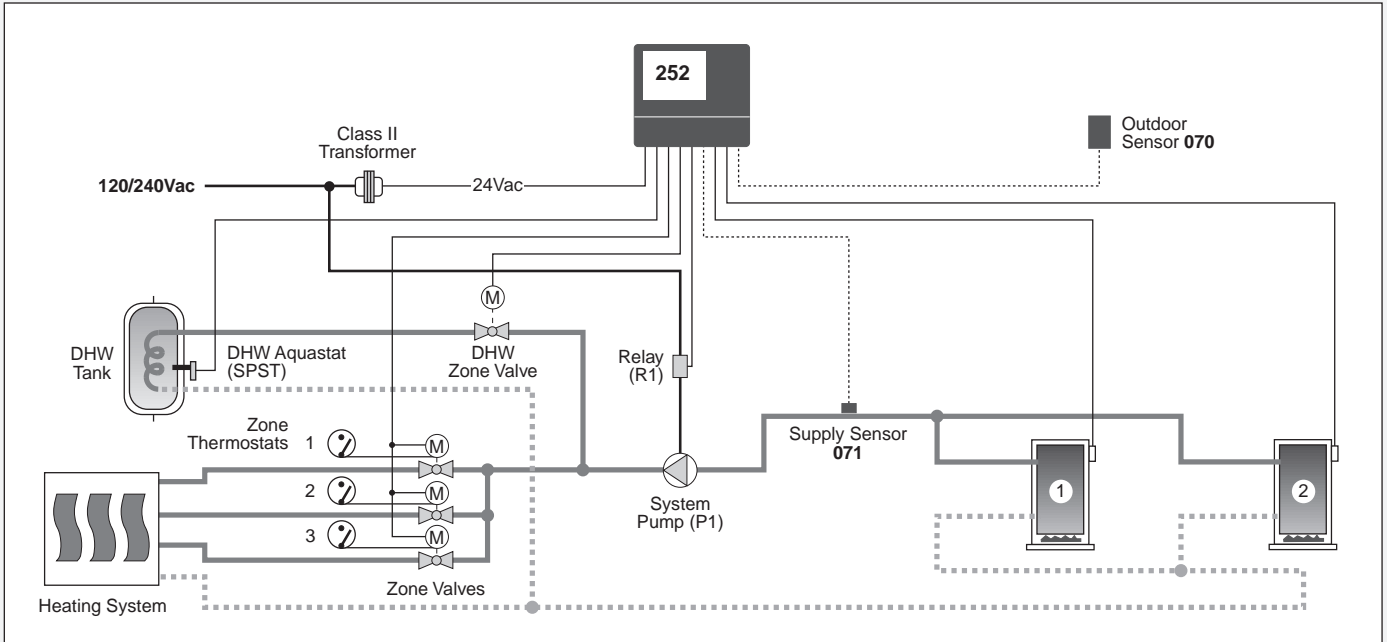 252
Outdoor
Sensor 070
Class II
Transformer
120/240Vac
24Vac
M
DHW
Tank
DHW Aquastat
(SPST)
DHW
Zone Valve
Relay
(R1)
Zone
Thermostats
1
M
2
M
3
M
Supply Sensor
071
System
Pump (P1)
1
2
Zone Valves
Heating System